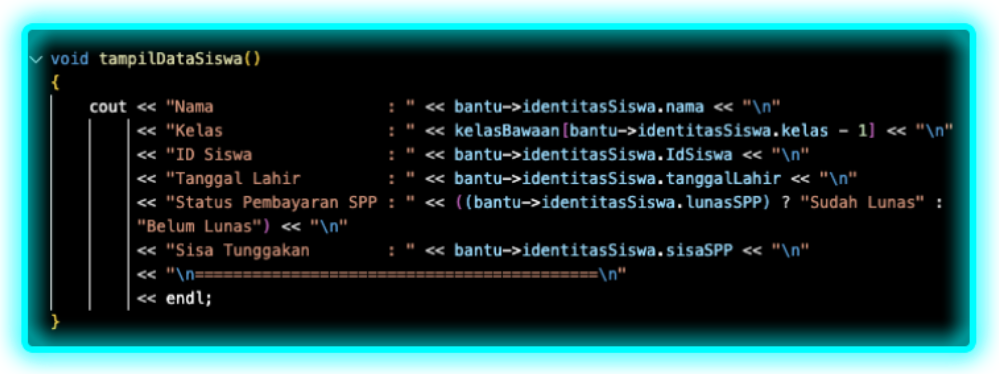 void tampilDataSiswa()
{
    cout << "Nama                  : " << bantu->identitasSiswa.nama << "\n"
         << "Kelas                 : " << kelasBawaan[bantu->identitasSiswa.kelas - 1] << "\n"
         << "ID Siswa              : " << bantu->identitasSiswa.IdSiswa << "\n"
         << "Tanggal Lahir         : " << bantu->identitasSiswa.tanggalLahir << "\n"
         << "Status Pembayaran SPP : " << ((bantu->identitasSiswa.lunasSPP) ? "Sudah Lunas" :
         "Belum Lunas") << "\n"
         << "Sisa Tunggakan        : " << bantu->identitasSiswa.sisaSPP << "\n"
         << "\n==========================================\n"
         << endl;
}